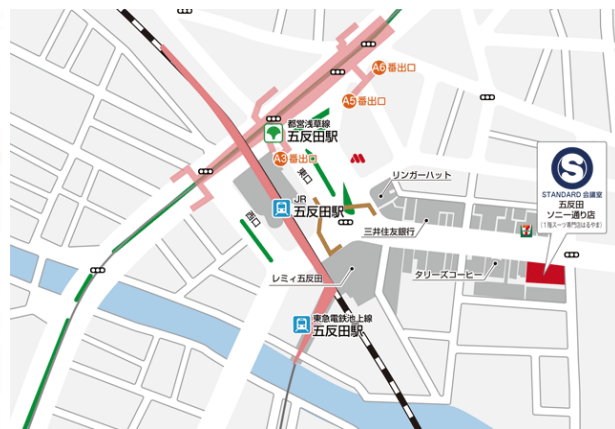 A6番出口
A5番出口
都営浅草線
五反田駅
A3番出口
東口
リンガーハット
S
STANDARD 会議室
五反田
ソニー通り店
(1階スーツ専門店はるやま)
JR
五反田駅
西口
三井住友銀行
7
レミィ五反田
タリーズコーヒー
東急電鉄池上線
五反田駅